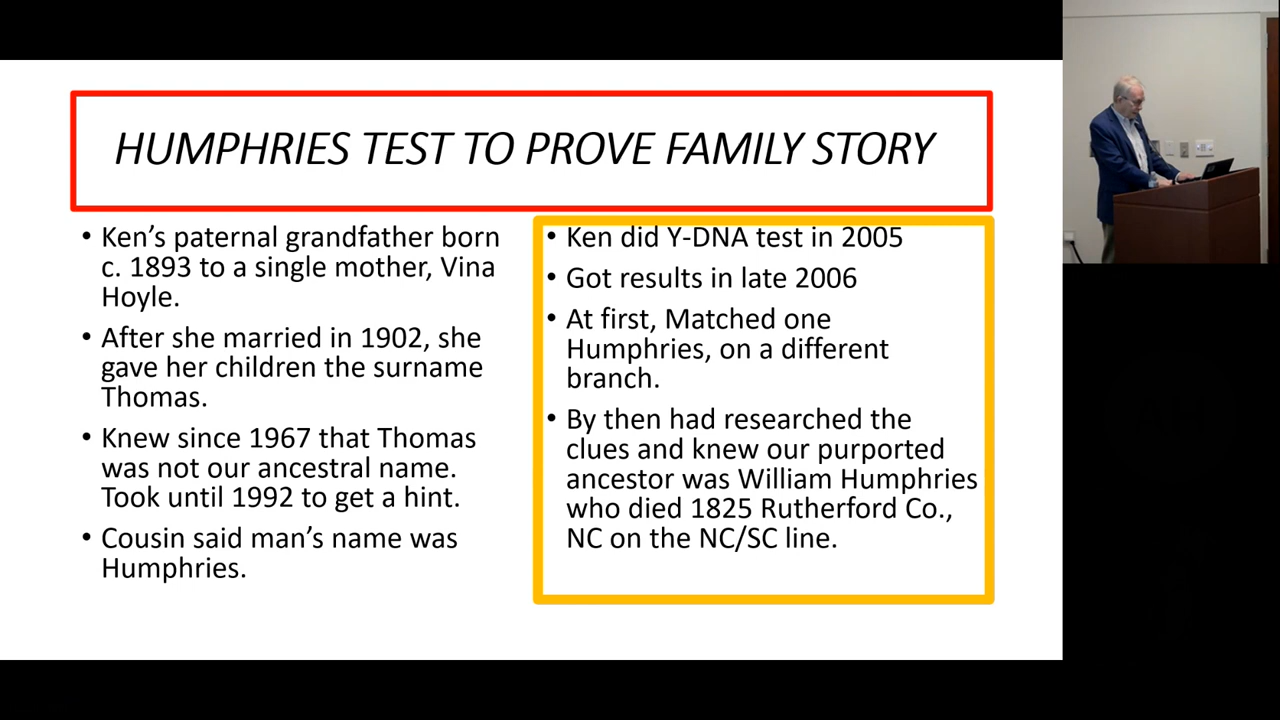 HUMPHRIES TEST TO PROVE FAMILY STORY
• Ken’s paternal grandfather born
c. 1893 to a single mother, Vina
Hoyle.
• After she married in 1902, she
gave her children the surname
Thomas.
• Knew since 1967 that Thomas
was not our ancestral name.
Took until 1992 to get a hint.
• Cousin said man’s name was
Humphries.
• Ken did Y-DNA test in 2005
• Got results in late 2006
• At first, Matched one
Humphries, on a different
branch.
• By then had researched the
clues and knew our purported
ancestor was William Humphries
who died 1825 Rutherford Co.,
NC on the NC/SC line.